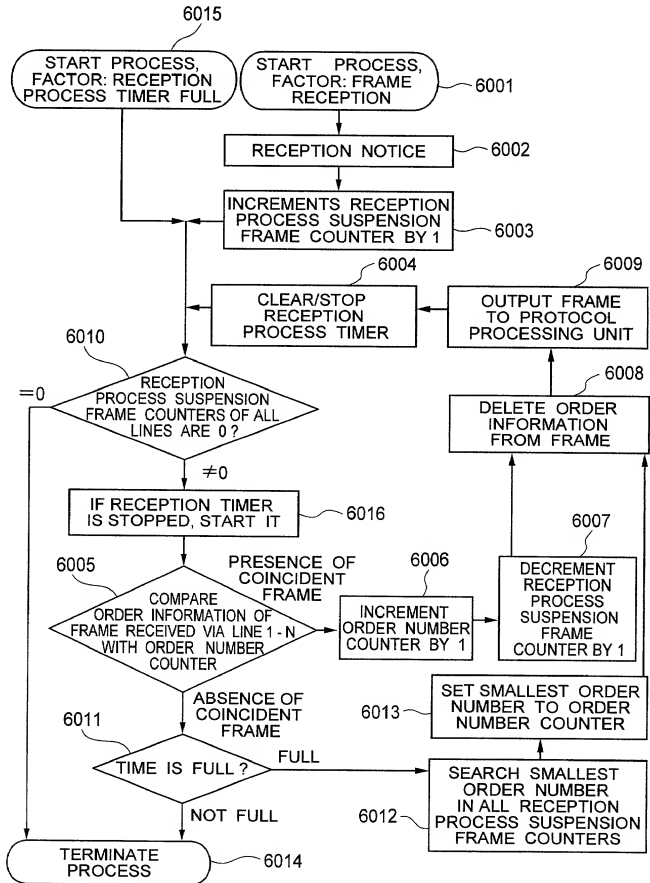 6015
START PROCESS,
FACTOR: RECEPTION
PROCESS TIMER FULL
START PROCESS,
FACTOR: FRAME
RECEPTION
6001
RECEPTION NOTICE
6002
INCREMENTS RECEPTION
PROCESS SUSPENSION
FRAME COUNTER BY 1
6003
6004
CLEAR/STOP
RECEPTION
PROCESS TIMER
6009
OUTPUT FRAME
TO PROTOCOL
PROCESSING UNIT
6010
=0
RECEPTION
PROCESS SUSPENSION
FRAME COUNTERS OF ALL
LINES ARE 0 ?
≠0
6008
DELETE ORDER
INFORMATION
FROM FRAME
IF RECEPTION TIMER
IS STOPPED, START IT
6016
6005
COMPARE
ORDER INFORMATION OF
FRAME RECEIVED VIA LINE 1 - N
WITH ORDER NUMBER
COUNTER
PRESENCE OF
COINCIDENT
FRAME
6006
INCREMENT
ORDER NUMBER
COUNTER BY 1
6007
DECREMENT
RECEPTION
PROCESS
SUSPENSION
FRAME
COUNTER BY 1
ABSENCE OF
COINCIDENT
FRAME
6013
SET SMALLEST ORDER
NUMBER TO ORDER
NUMBER COUNTER
6011
TIME IS FULL ?
FULL
NOT FULL
6012
SEARCH SMALLEST
ORDER NUMBER
IN ALL RECEPTION
PROCESS SUSPENSION
FRAME COUNTERS
TERMINATE
PROCESS
6014